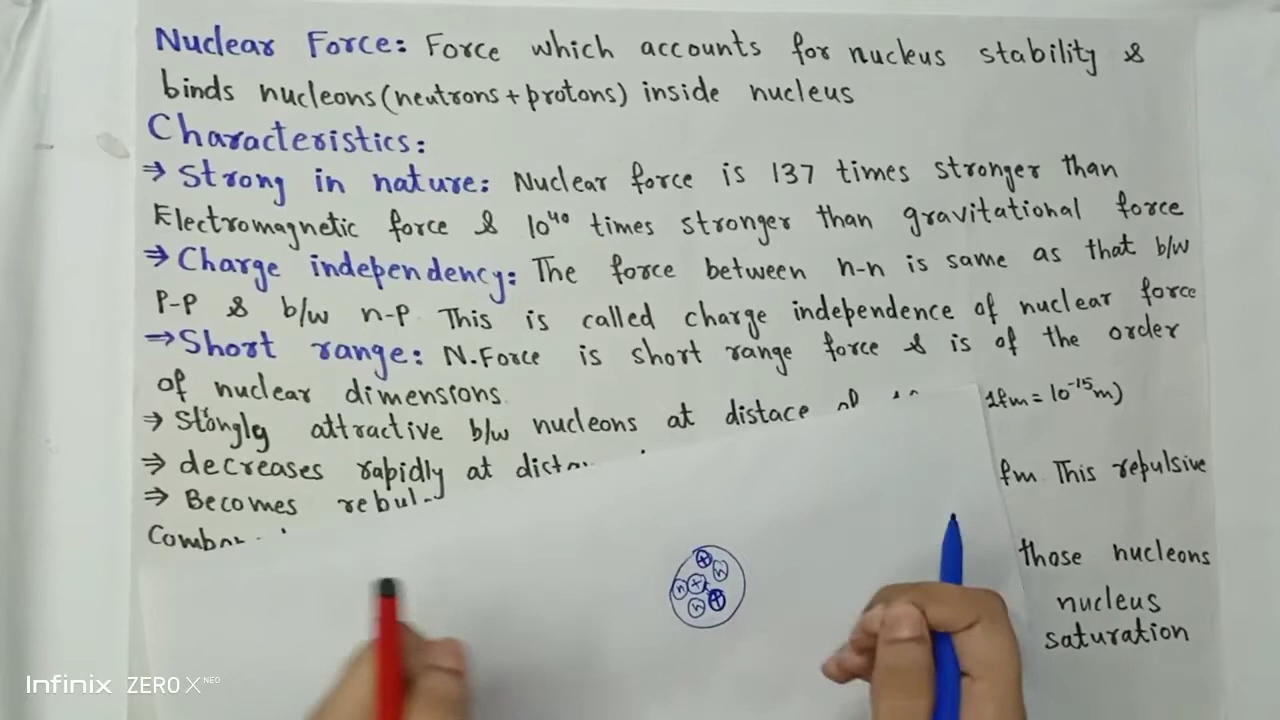 Nuclear Force: Force which accounts for nucleus stability &
binds nucleons (neutrons + protons) inside nucleus
Characteristics:
⇒ Strong in nature: Nuclear force is 137 times stronger than
Electromagnetic force & 10⁴⁰ times stronger than gravitational force
⇒ Charge independency: The force between n-n is same as that b/w
P-P & b/w n-P. This is called charge independence of nuclear force
⇒ Short range: N.Force is short range force & is of the order
of nuclear dimensions.
⇒ Stongly attractive b/w nucleons at distace of 1fm = 10⁻¹⁵m)
⇒ decreases rapidly at fm This repulsive
⇒ Becomes
those nucleons
nucleus
saturation
+ n
n + +
n
Infinix ZERO X NEO